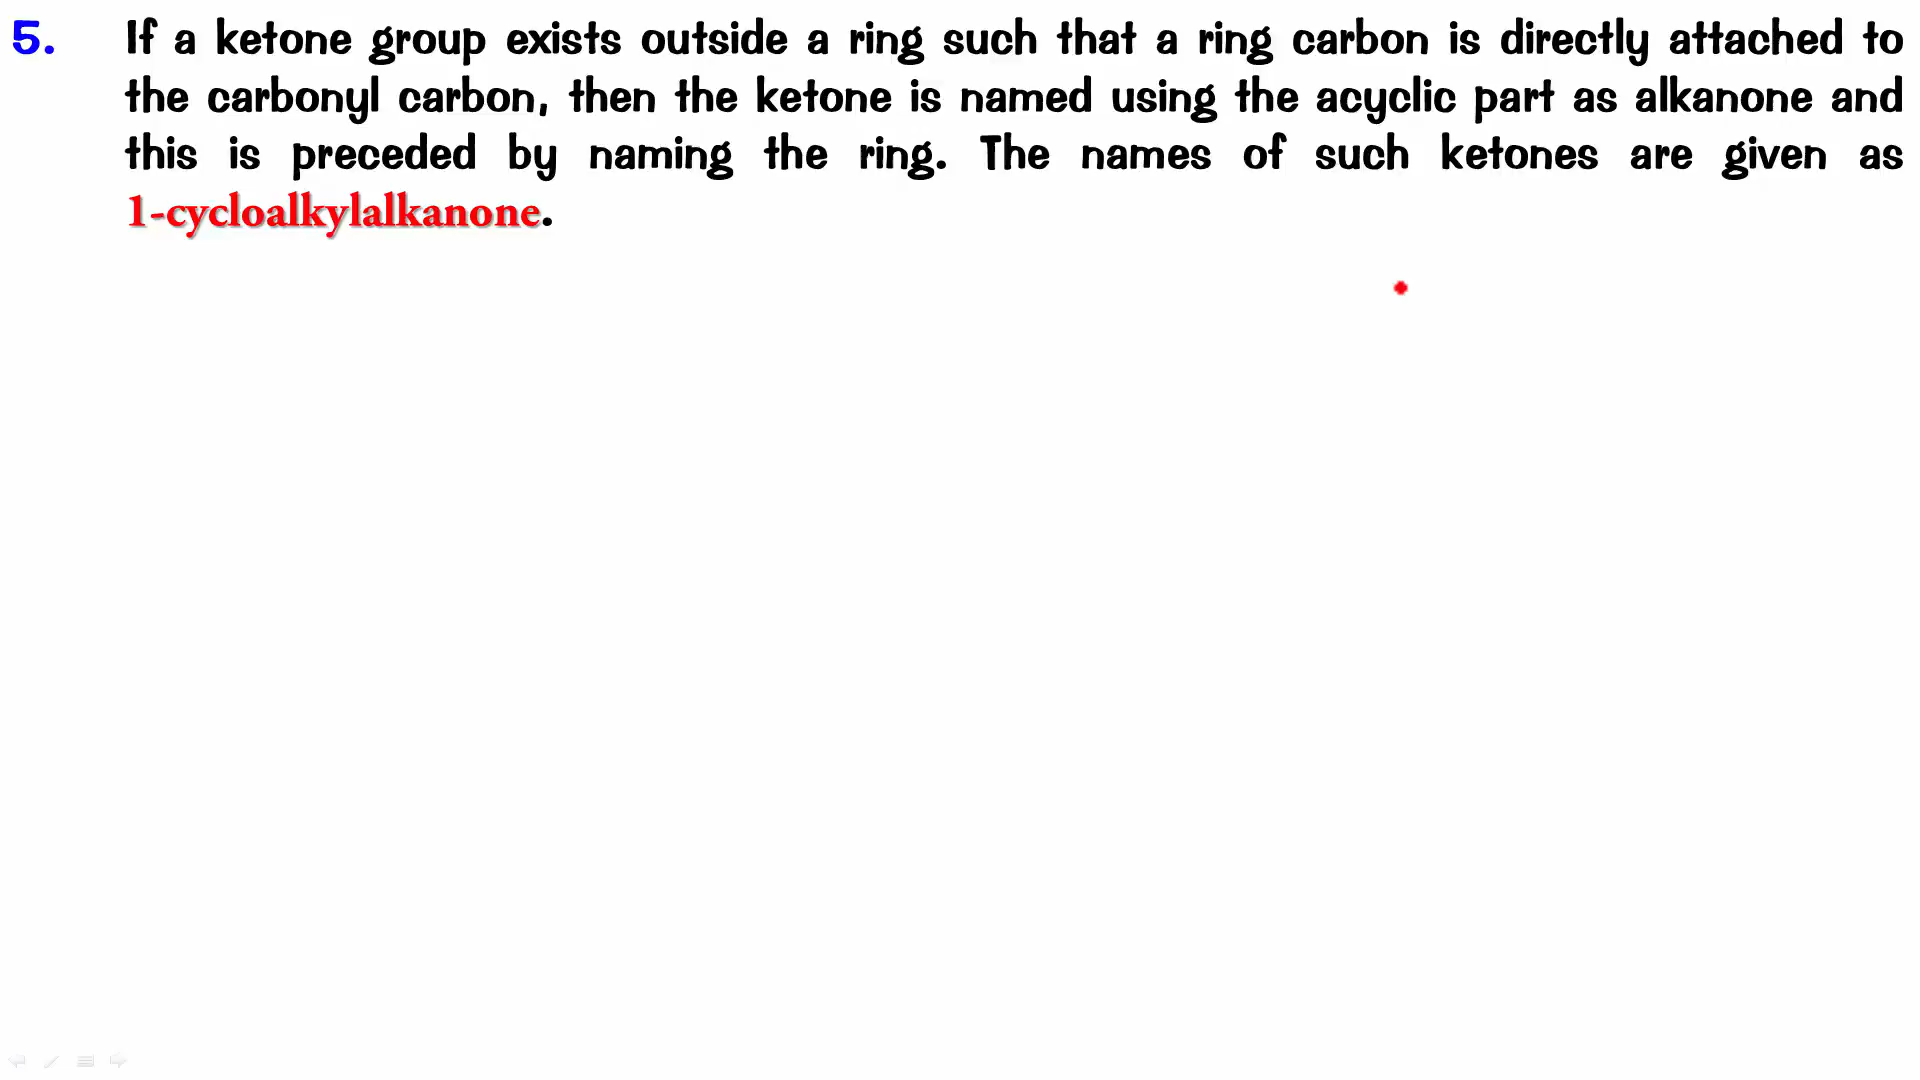 5. If a ketone group exists outside a ring such that a ring carbon is directly attached to
the carbonyl carbon, then the ketone is named using the acyclic part as alkanone and
this is preceded by naming the ring. The names of such ketones are given as
1-cycloalkylalkanone.